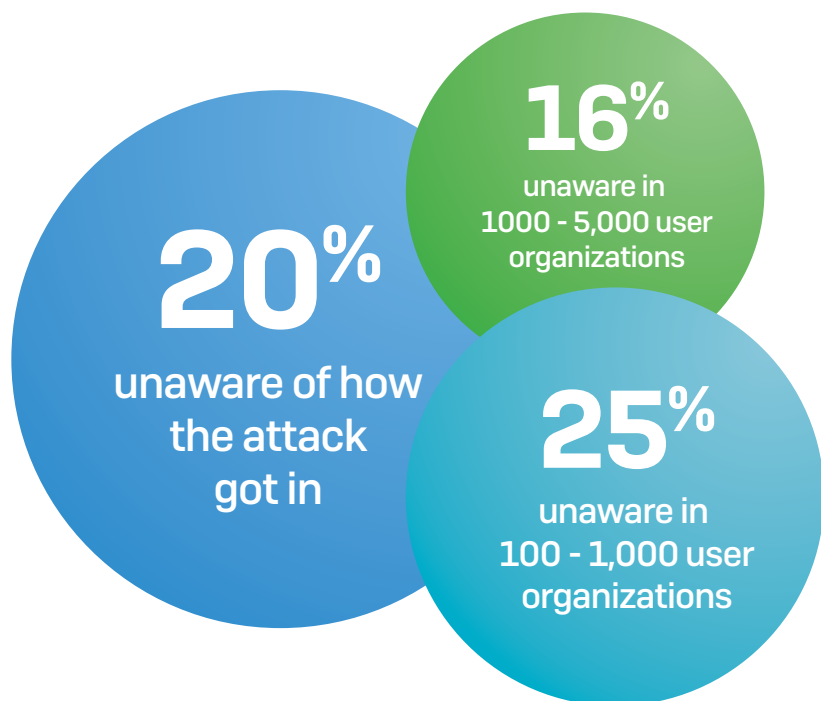 20%
unaware of how
the attack
got in
16%
unaware in
1000 - 5,000 user
organizations
25%
unaware in
100 - 1,000 user
organizations